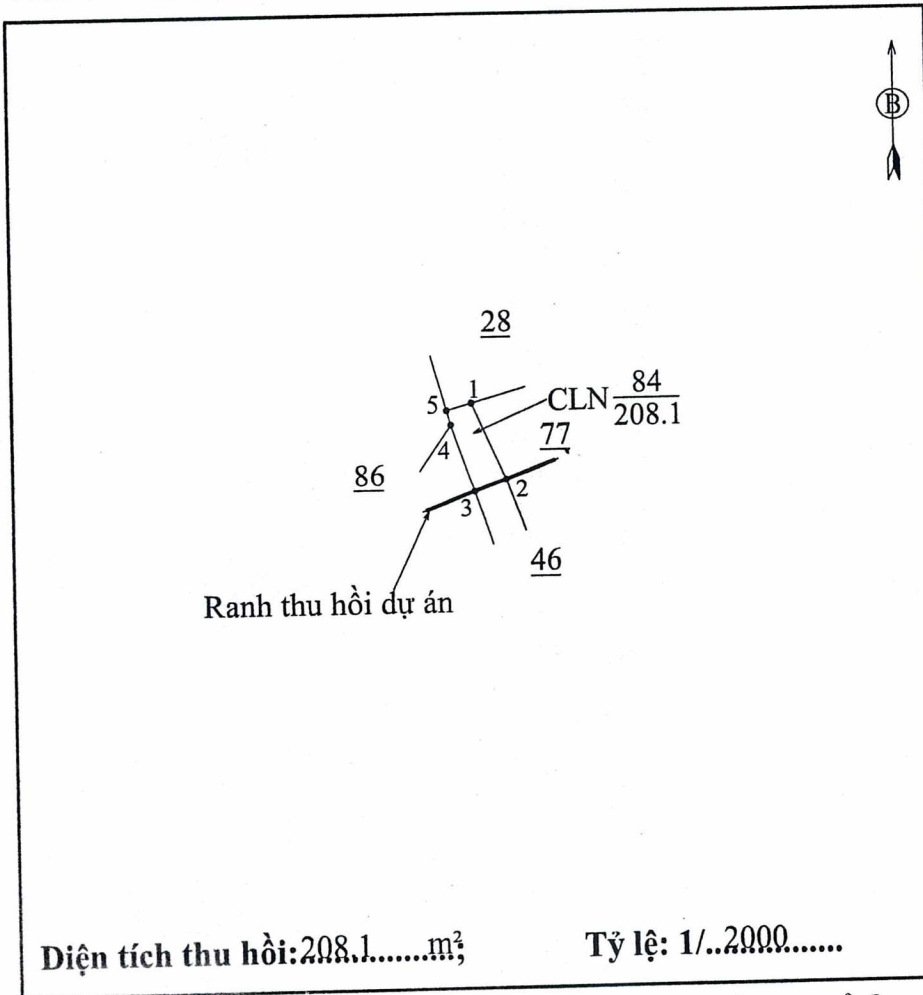 B
28
1
5
CLN 84
208.1
4
77
86
2
3
46
Ranh thu hồi dự án
Diện tích thu hồi:208.1.......m²; Tỷ lệ: 1/..2000.......